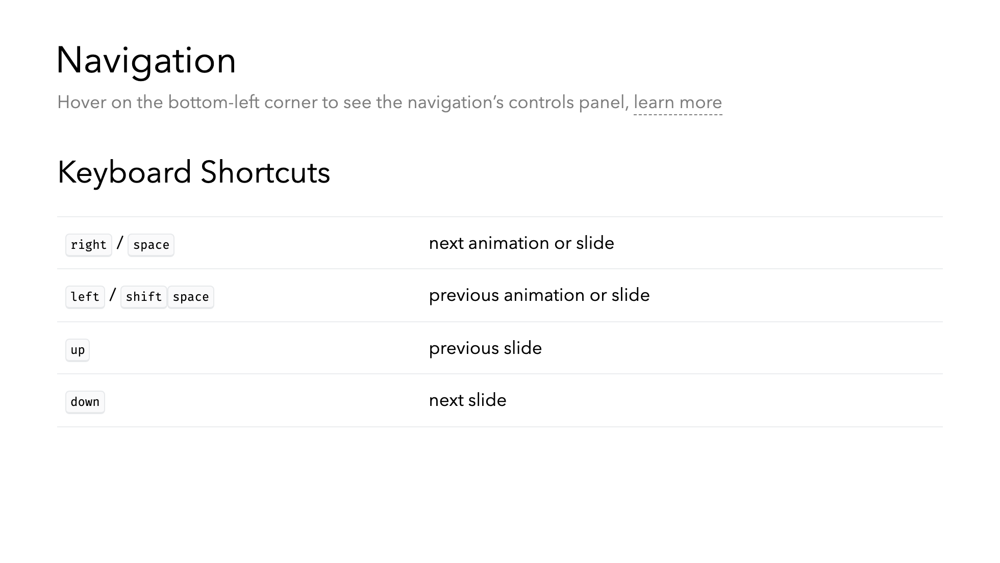 Navigation
Hover on the bottom-left corner to see the navigation’s controls panel, learn more
Keyboard Shortcuts
right / space next animation or slide
left / shift space previous animation or slide
up previous slide
down next slide